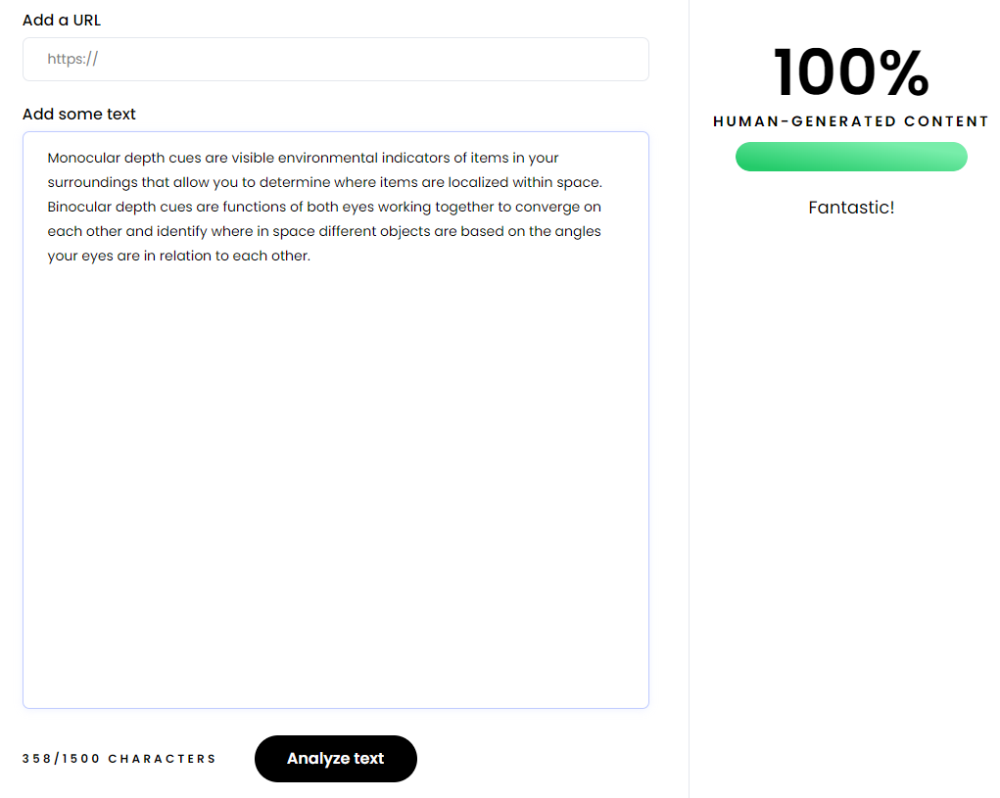 Add a URL
https://
Add some text
Monocular depth cues are visible environmental indicators of items in your
surroundings that allow you to determine where items are localized within space.
Binocular depth cues are functions of both eyes working together to converge on
each other and identify where in space different objects are based on the angles
your eyes are in relation to each other.
358/1500 CHARACTERS
Analyze text
100%
HUMAN-GENERATED CONTENT
Fantastic!